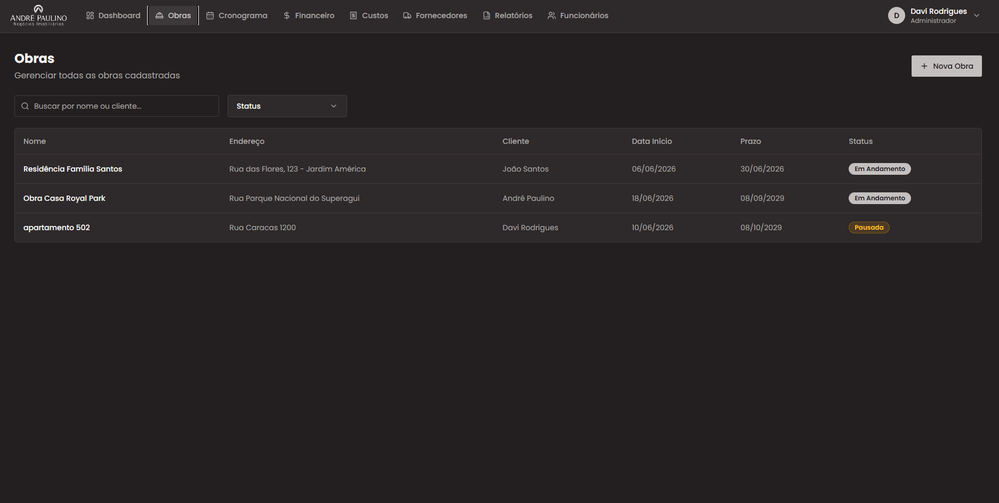 ANDRÉ PAULINO
Negócios Imobiliários
Dashboard
Obras
Cronograma
Financeiro
Custos
Fornecedores
Relatórios
Funcionários
D
Davi Rodrigues
Administrador
Obras
Gerenciar todas as obras cadastradas
+ Nova Obra
Buscar por nome ou cliente...
Status
Nome Endereço Cliente Data Início Prazo Status
Residência Família Santos Rua das Flores, 123 - Jardim América João Santos 06/06/2026 30/06/2026 Em Andamento
Obra Casa Royal Park Rua Parque Nacional do Superagui André Paulino 18/06/2026 08/09/2029 Em Andamento
apartamento 502 Rua Caracas 1200 Davi Rodrigues 10/06/2026 08/10/2029 Pausada